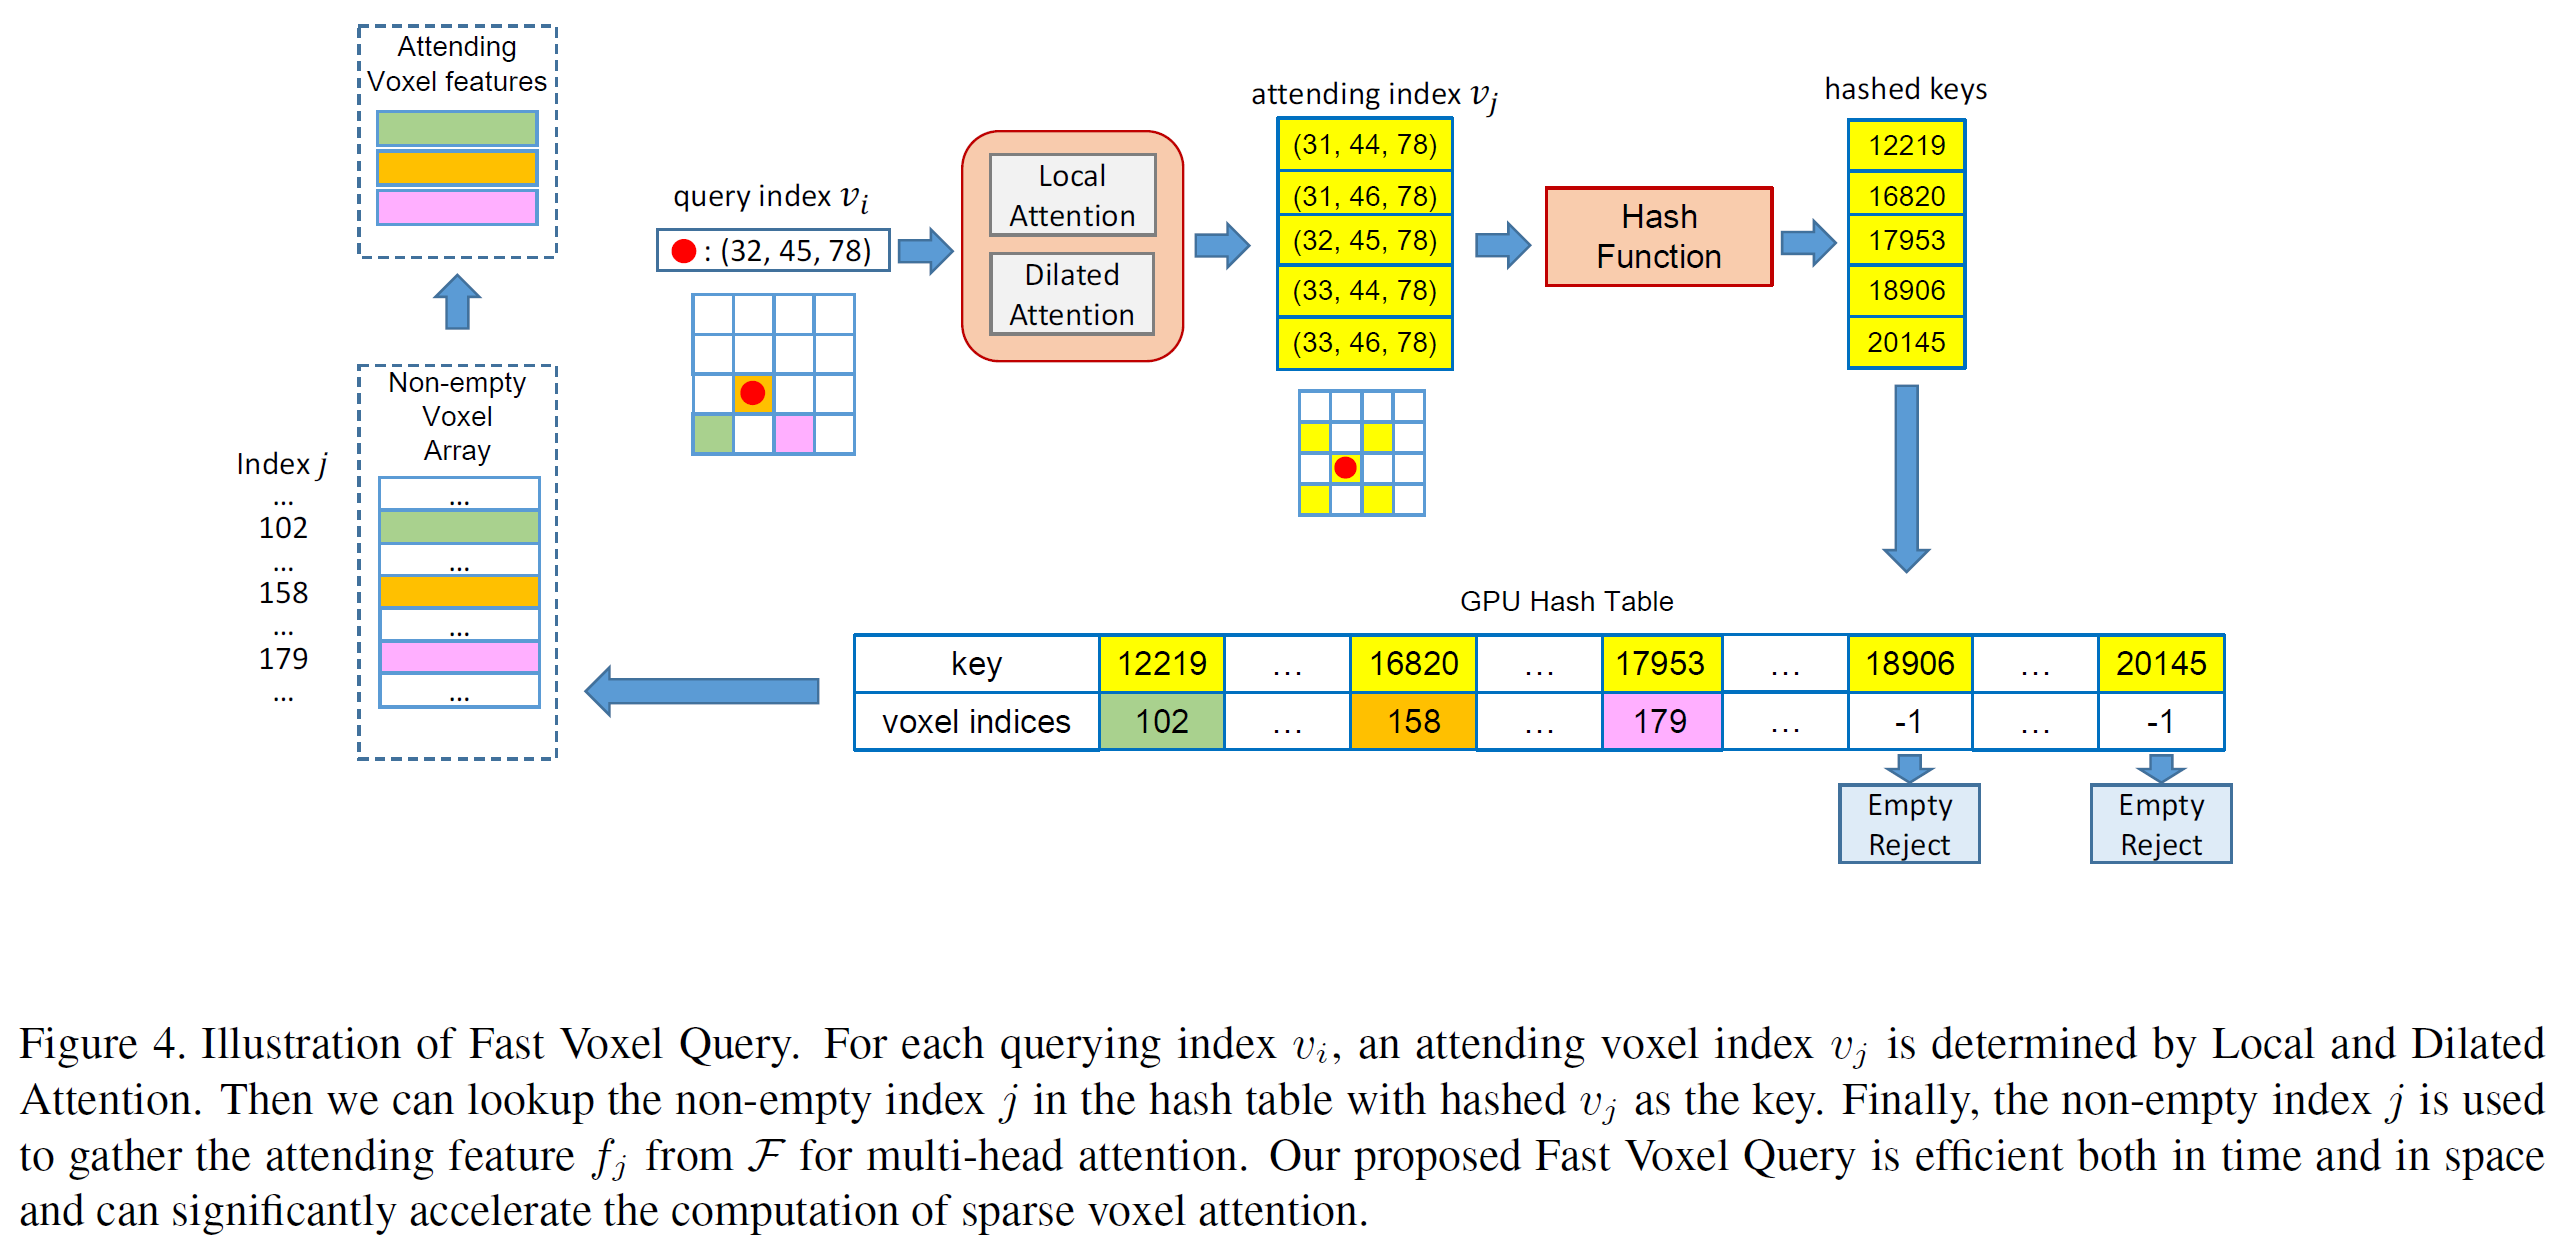 Attending
Voxel features
query index v_i
: (32, 45, 78)
Local
Attention
Dilated
Attention
attending index v_j
(31, 44, 78)
(31, 46, 78)
(32, 45, 78)
(33, 44, 78)
(33, 46, 78)
Hash
Function
hashed keys
12219
16820
17953
18906
20145
Non-empty
Voxel
Array
Index j
... ...
102
... ...
158
... ...
179
... ...
GPU Hash Table
key 12219 ... 16820 ... 17953 ... 18906 ... 20145
voxel indices 102 ... 158 ... 179 ... -1 ... -1
Empty
Reject
Empty
Reject
Figure 4. Illustration of Fast Voxel Query. For each querying index v_i, an attending voxel index v_j is determined by Local and Dilated
Attention. Then we can lookup the non-empty index j in the hash table with hashed v_j as the key. Finally, the non-empty index j is used
to gather the attending feature f_j from ℱ for multi-head attention. Our proposed Fast Voxel Query is efficient both in time and in space
and can significantly accelerate the computation of sparse voxel attention.